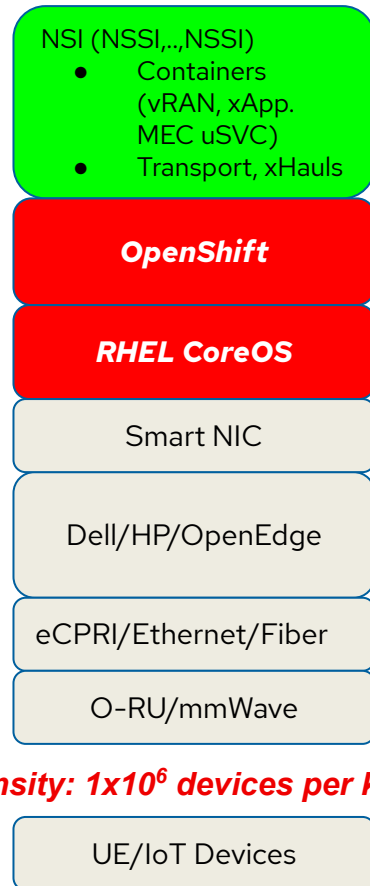 NSI (NSSI,..,NSSI)
● Containers
(vRAN, xApp.
MEC uSVC)
● Transport, xHauls
OpenShift
RHEL CoreOS
Smart NIC
Dell/HP/OpenEdge
eCPRI/Ethernet/Fiber
O-RU/mmWave
nsity: 1x10⁶ devices per k
UE/IoT Devices